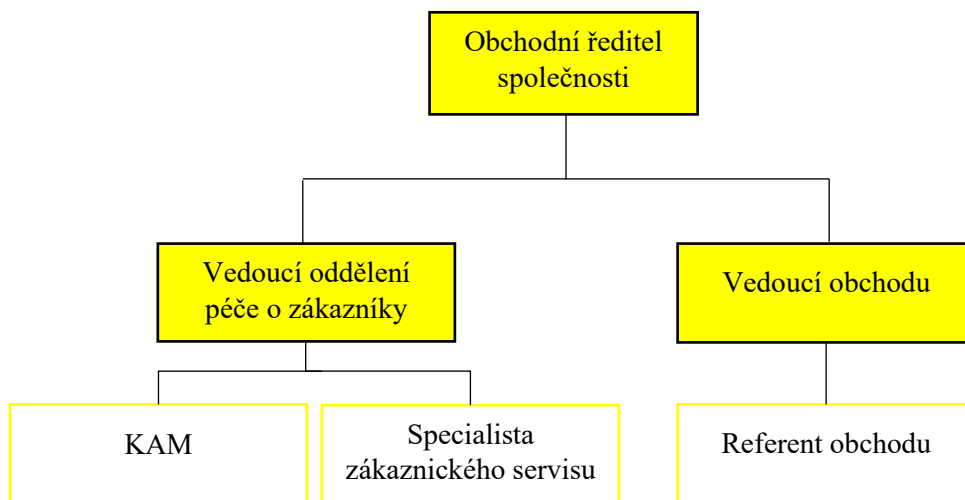 Obchodní ředitel
společnosti
Vedoucí oddělení
péče o zákazníky
Vedoucí obchodu
KAM
Specialista
zákaznického servisu
Referent obchodu